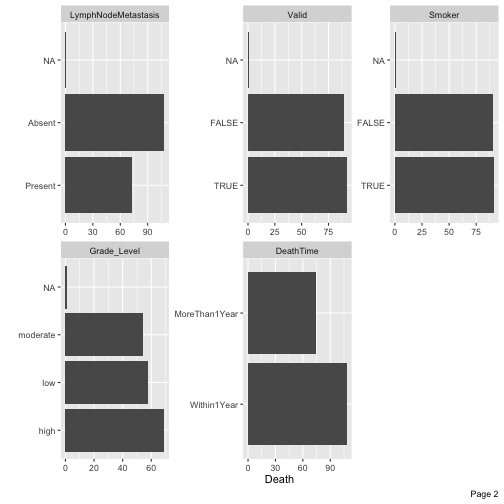 LymphNodeMetastasis
NA
Absent
Present
0 30 60 90
Valid
NA
FALSE
TRUE
0 25 50 75
Smoker
NA
FALSE
TRUE
0 25 50 75
Grade_Level
NA
moderate
low
high
0 20 40 60
DeathTime
MoreThan1Year
Within1Year
0 30 60 90
Death
Page 2